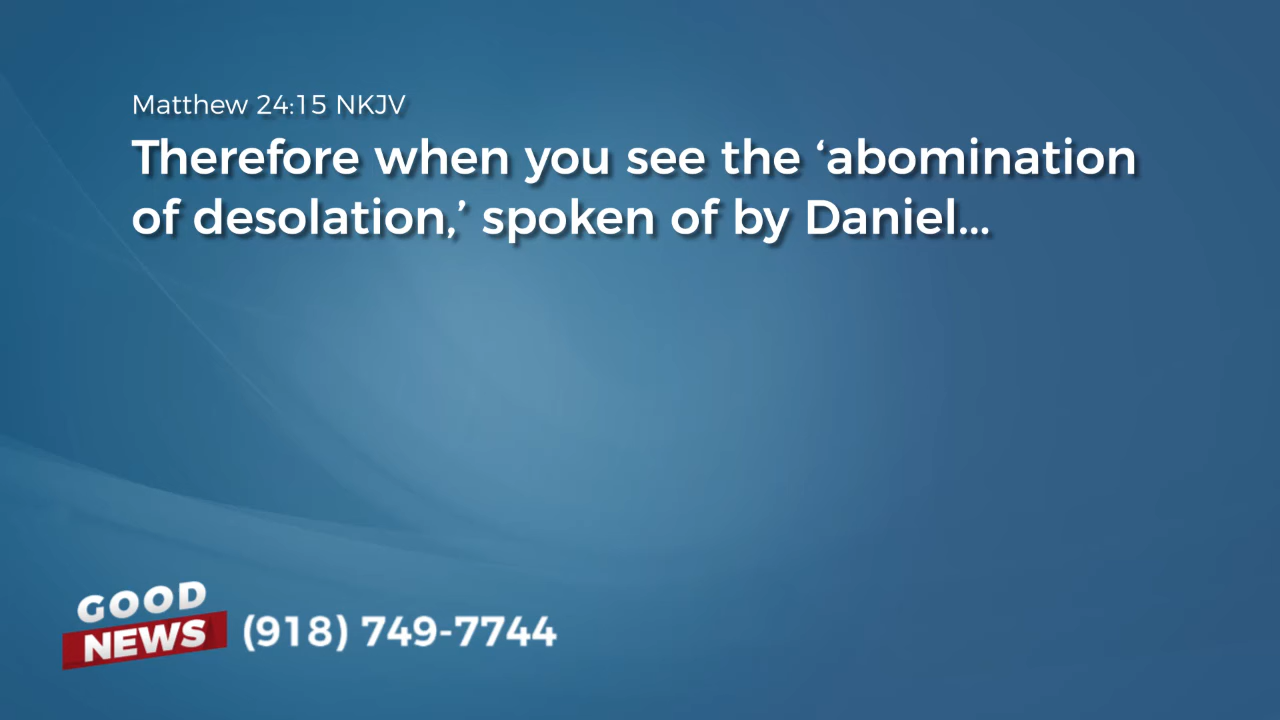 Matthew 24:15 NKJV
Therefore when you see the ‘abomination
of desolation,’ spoken of by Daniel...
GOOD
NEWS
(918) 749-7744